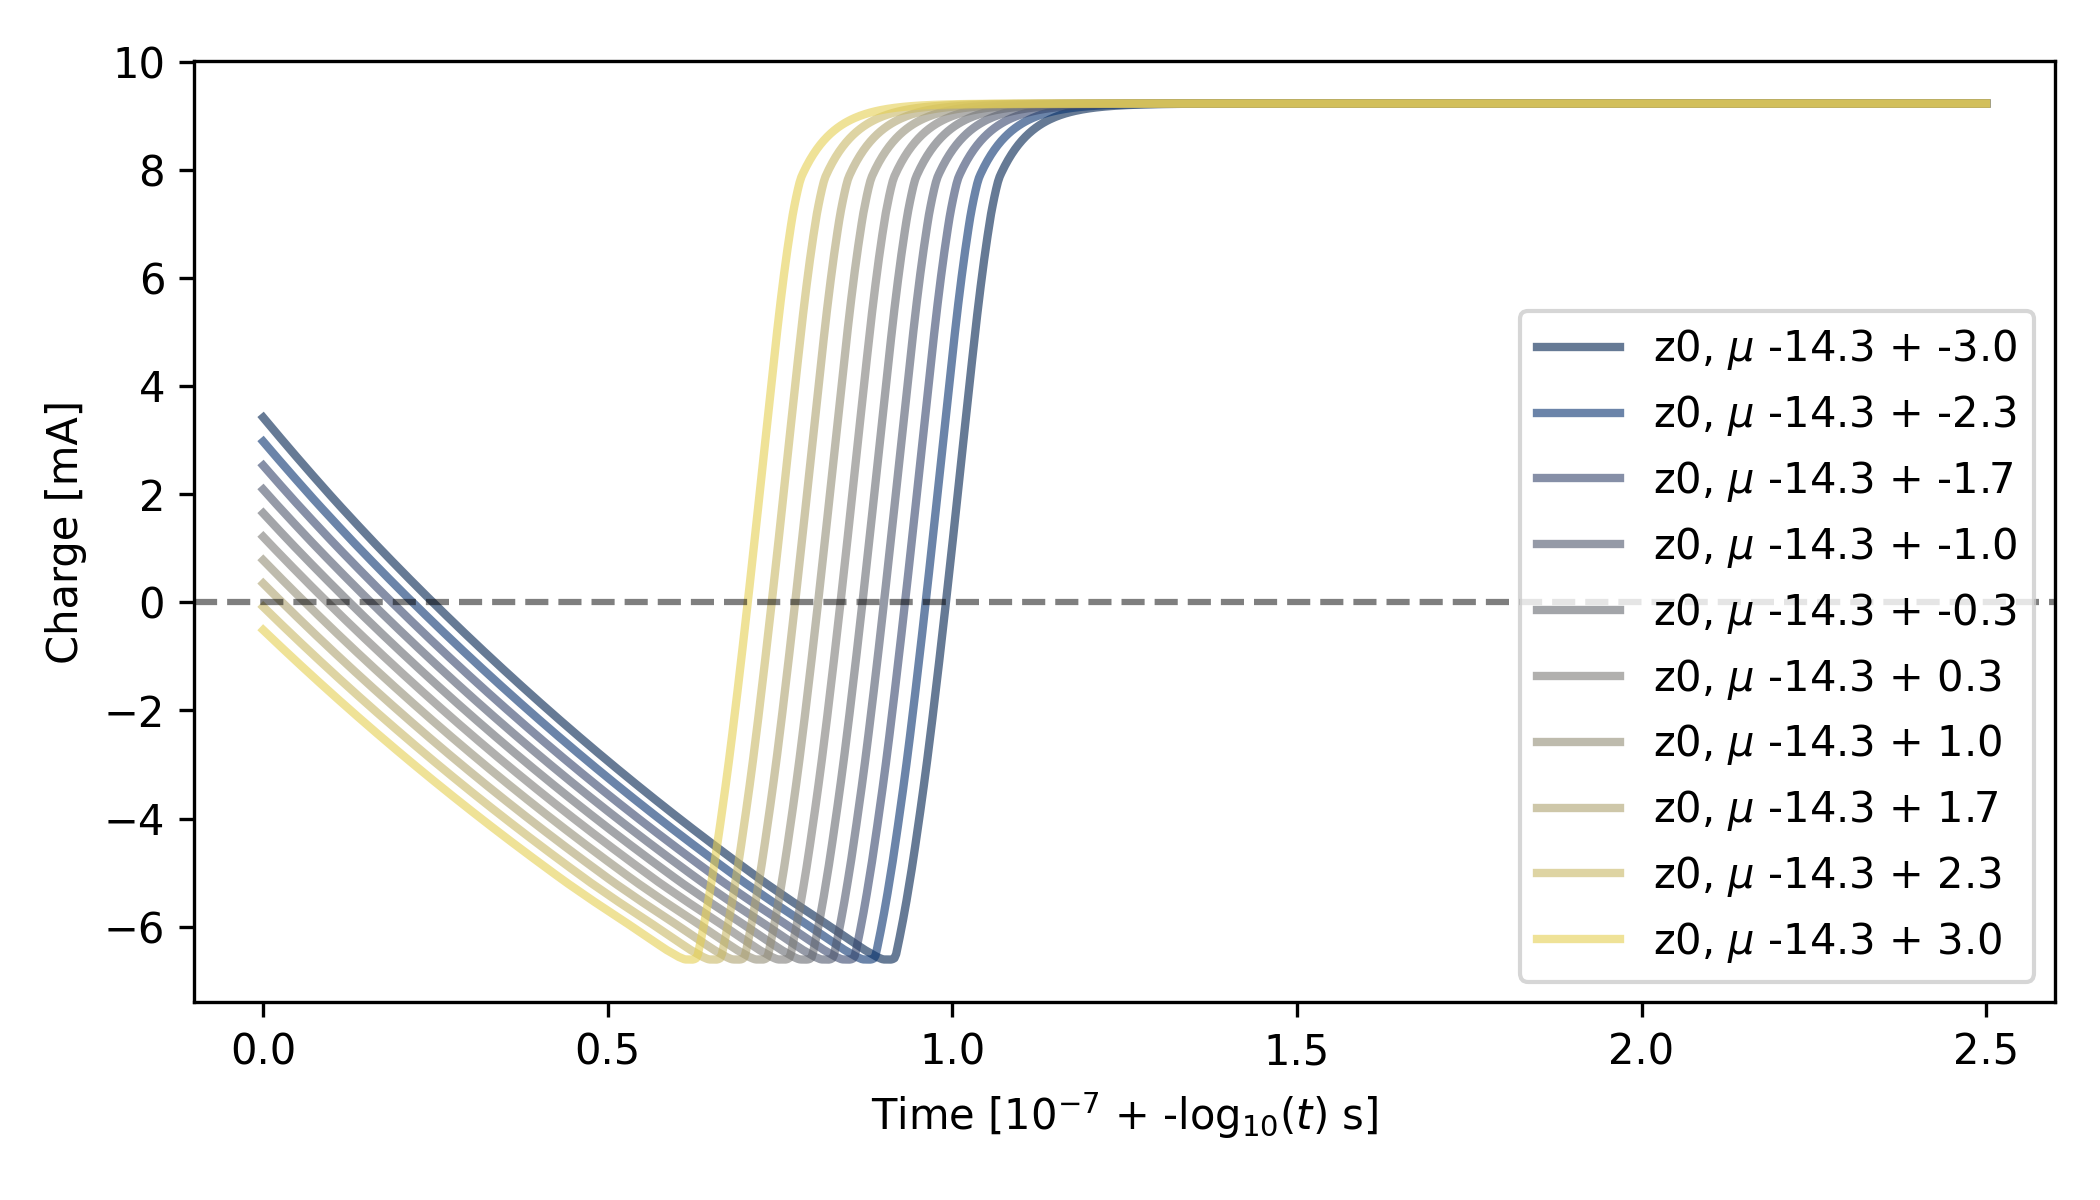 10
8
6
4
2
0
−2
−4
−6
Charge [mA]
0.0 0.5 1.0 1.5 2.0 2.5
Time [10⁻⁷ + -log₁₀(t) s]
z0, μ -14.3 + -3.0
z0, μ -14.3 + -2.3
z0, μ -14.3 + -1.7
z0, μ -14.3 + -1.0
z0, μ -14.3 + -0.3
z0, μ -14.3 + 0.3
z0, μ -14.3 + 1.0
z0, μ -14.3 + 1.7
z0, μ -14.3 + 2.3
z0, μ -14.3 + 3.0